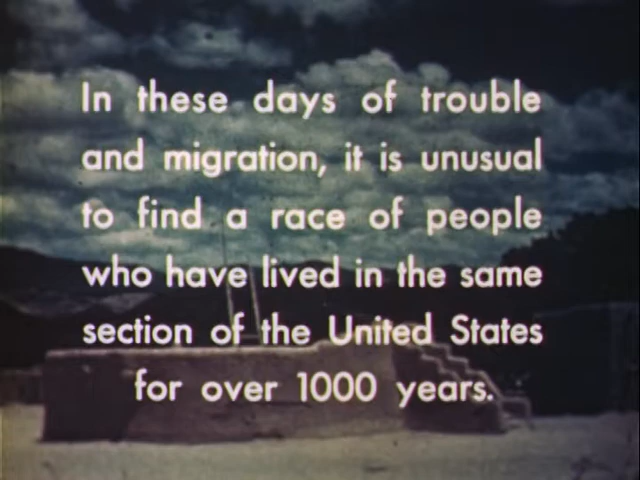 In these days of trouble
and migration, it is unusual
to find a race of people
who have lived in the same
section of the United States
for over 1000 years.